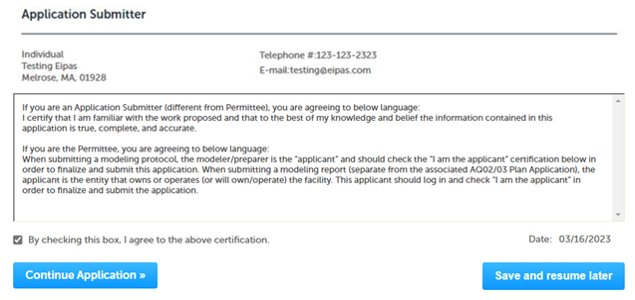 Application Submitter
Individual
Testing Eipas
Melrose, MA, 01928
Telephone #:123-123-2323
E-mail:testing@eipas.com
If you are an Application Submitter (different from Permittee), you are agreeing to below language:
I certify that I am familiar with the work proposed and that to the best of my knowledge and belief the information contained in this
application is true, complete, and accurate.
If you are the Permittee, you are agreeing to below language:
When submitting a modeling protocol, the modeler/preparer is the "applicant" and should check the "I am the applicant" certification below in
order to finalize and submit this application. When submitting a modeling report (separate from the associated AQ02/03 Plan Application), the
applicant is the entity that owns or operates (or will own/operate) the facility. This applicant should log in and check "I am the applicant" in
order to finalize and submit the application.
By checking this box, I agree to the above certification.
Date: 03/16/2023
Continue Application »
Save and resume later